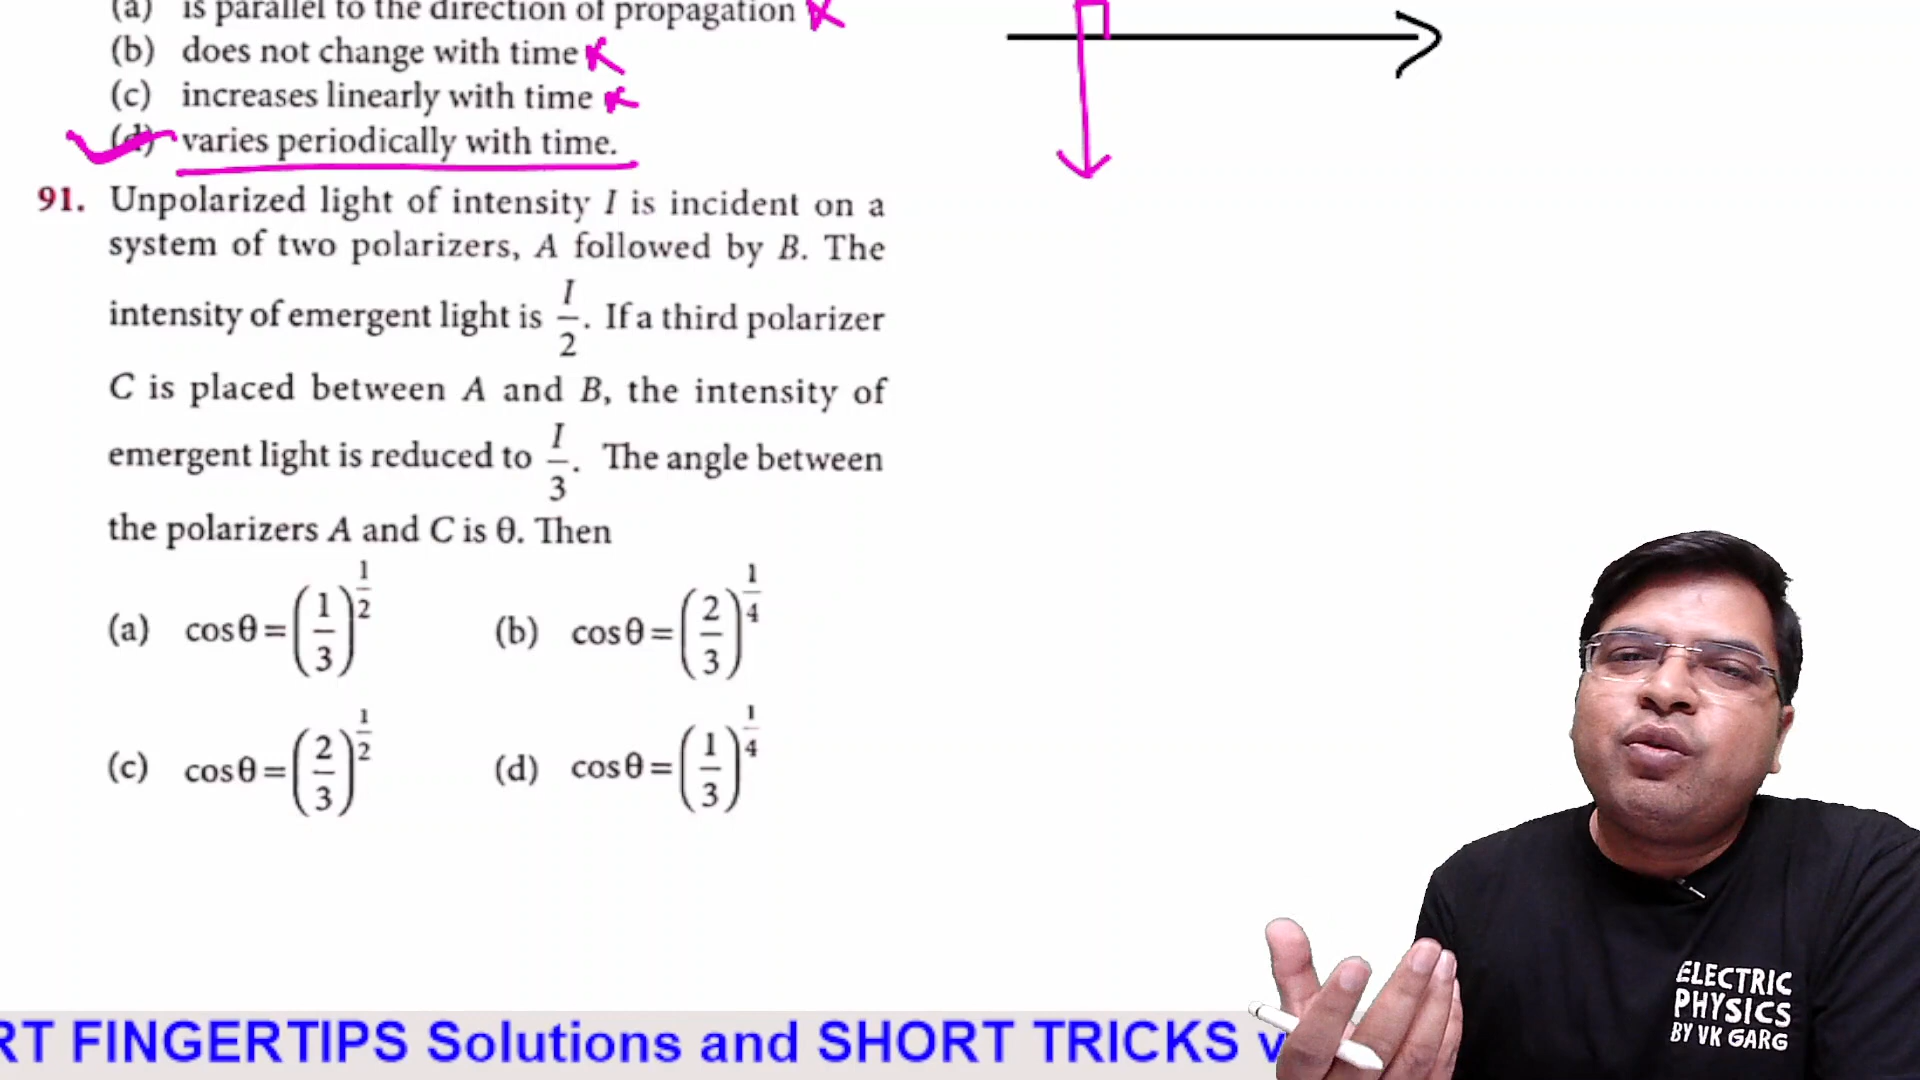 (a) is parallel to the direction of propagation
(b) does not change with time
(c) increases linearly with time
(d) varies periodically with time.
91. Unpolarized light of intensity I is incident on a
system of two polarizers, A followed by B. The
intensity of emergent light is I/2. If a third polarizer
C is placed between A and B, the intensity of
emergent light is reduced to I/3. The angle between
the polarizers A and C is θ. Then
(a) cosθ=(1/3)^1/2 (b) cosθ=(2/3)^1/4
(c) cosθ=(2/3)^1/2 (d) cosθ=(1/3)^1/4
ELECTRIC
PHYSICS
BY VK GARG
RT FINGERTIPS Solutions and SHORT TRICKS